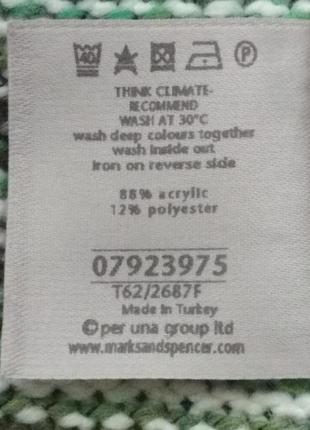 40 P
THINK CLIMATE-
RECOMMEND
WASH AT 30°C
wash deep colours together
wash inside out
iron on reverse side
88% acrylic
12% polyester
07923975
T62/2687F
Made in Turkey
©per una group ltd
www.marksandspencer.com